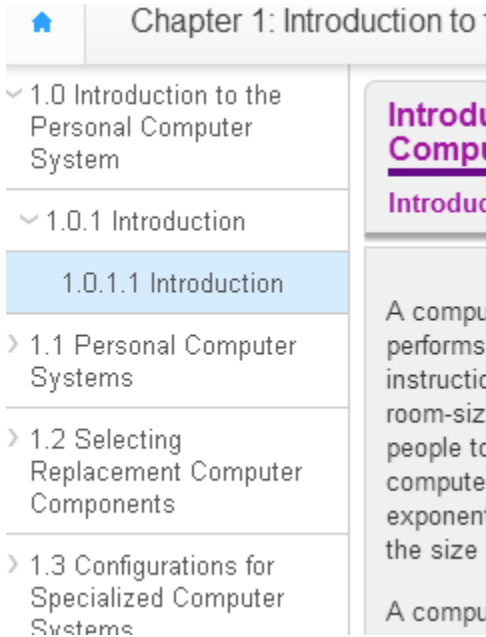 Chapter 1: Introduction to
1.0 Introduction to the
Personal Computer
System
1.0.1 Introduction
1.0.1.1 Introduction
1.1 Personal Computer
Systems
1.2 Selecting
Replacement Computer
Components
1.3 Configurations for
Specialized Computer
Systems
Introdu
Compu
Introduc
A compu
performs
instructio
room-siz
people to
compute
exponent
the size
A compu